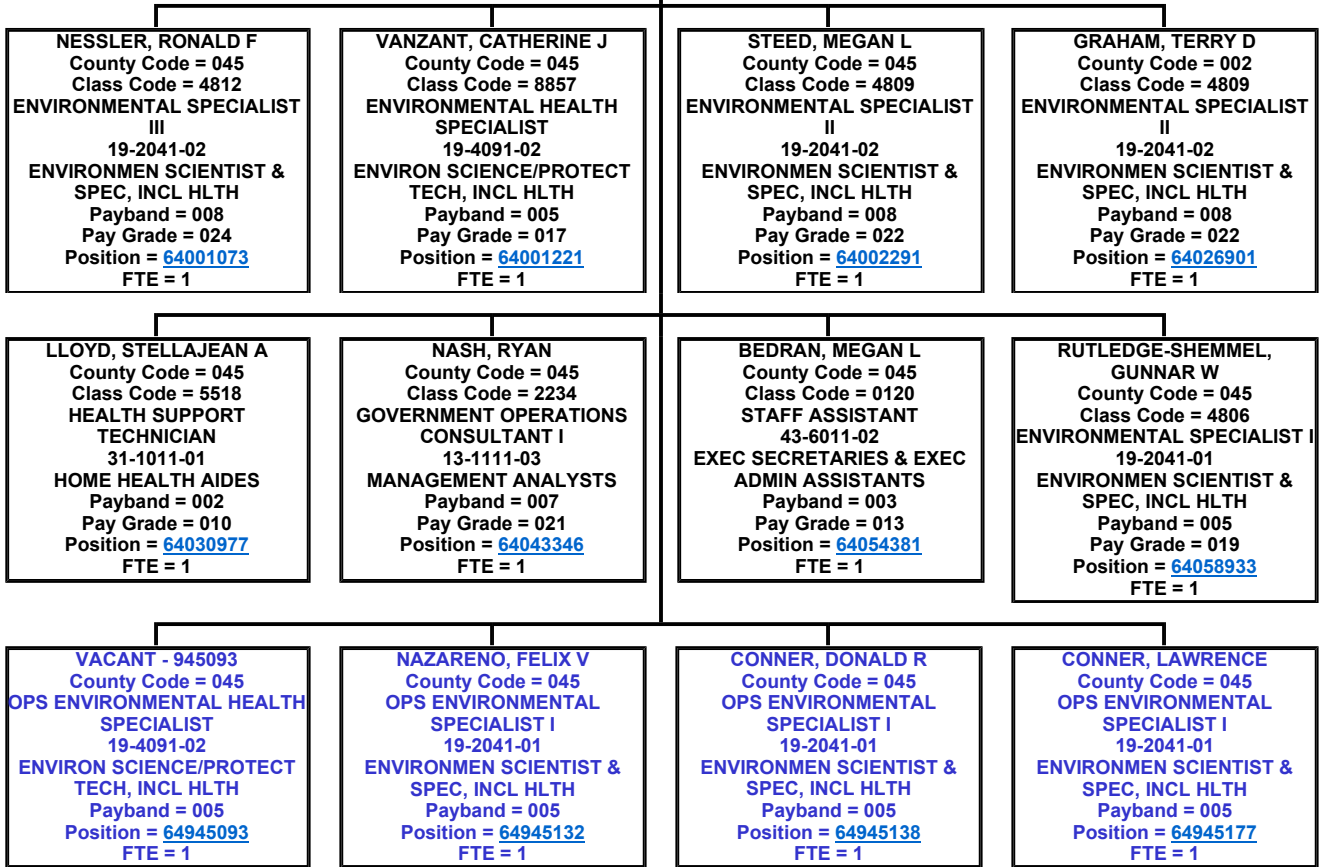 NESSLER, RONALD F
County Code = 045
Class Code = 4812
ENVIRONMENTAL SPECIALIST
III
19-2041-02
ENVIRONMEN SCIENTIST &
SPEC, INCL HLTH
Payband = 008
Pay Grade = 024
Position = 64001073
FTE = 1
VANZANT, CATHERINE J
County Code = 045
Class Code = 8857
ENVIRONMENTAL HEALTH
SPECIALIST
19-4091-02
ENVIRON SCIENCE/PROTECT
TECH, INCL HLTH
Payband = 005
Pay Grade = 017
Position = 64001221
FTE = 1
STEED, MEGAN L
County Code = 045
Class Code = 4809
ENVIRONMENTAL SPECIALIST
II
19-2041-02
ENVIRONMEN SCIENTIST &
SPEC, INCL HLTH
Payband = 008
Pay Grade = 022
Position = 64002291
FTE = 1
GRAHAM, TERRY D
County Code = 002
Class Code = 4809
ENVIRONMENTAL SPECIALIST
II
19-2041-02
ENVIRONMEN SCIENTIST &
SPEC, INCL HLTH
Payband = 008
Pay Grade = 022
Position = 64026901
FTE = 1
LLOYD, STELLAJEAN A
County Code = 045
Class Code = 5518
HEALTH SUPPORT
TECHNICIAN
31-1011-01
HOME HEALTH AIDES
Payband = 002
Pay Grade = 010
Position = 64030977
FTE = 1
NASH, RYAN
County Code = 045
Class Code = 2234
GOVERNMENT OPERATIONS
CONSULTANT I
13-1111-03
MANAGEMENT ANALYSTS
Payband = 007
Pay Grade = 021
Position = 64043346
FTE = 1
BEDRAN, MEGAN L
County Code = 045
Class Code = 0120
STAFF ASSISTANT
43-6011-02
EXEC SECRETARIES & EXEC
ADMIN ASSISTANTS
Payband = 003
Pay Grade = 013
Position = 64054381
FTE = 1
RUTLEDGE-SHEMMEL,
GUNNAR W
County Code = 045
Class Code = 4806
ENVIRONMENTAL SPECIALIST I
19-2041-01
ENVIRONMEN SCIENTIST &
SPEC, INCL HLTH
Payband = 005
Pay Grade = 019
Position = 64058933
FTE = 1
VACANT - 945093
County Code = 045
OPS ENVIRONMENTAL HEALTH
SPECIALIST
19-4091-02
ENVIRON SCIENCE/PROTECT
TECH, INCL HLTH
Payband = 005
Position = 64945093
FTE = 1
NAZARENO, FELIX V
County Code = 045
OPS ENVIRONMENTAL
SPECIALIST I
19-2041-01
ENVIRONMEN SCIENTIST &
SPEC, INCL HLTH
Payband = 005
Position = 64945132
FTE = 1
CONNER, DONALD R
County Code = 045
OPS ENVIRONMENTAL
SPECIALIST I
19-2041-01
ENVIRONMEN SCIENTIST &
SPEC, INCL HLTH
Payband = 005
Position = 64945138
FTE = 1
CONNER, LAWRENCE
County Code = 045
OPS ENVIRONMENTAL
SPECIALIST I
19-2041-01
ENVIRONMEN SCIENTIST &
SPEC, INCL HLTH
Payband = 005
Position = 64945177
FTE = 1